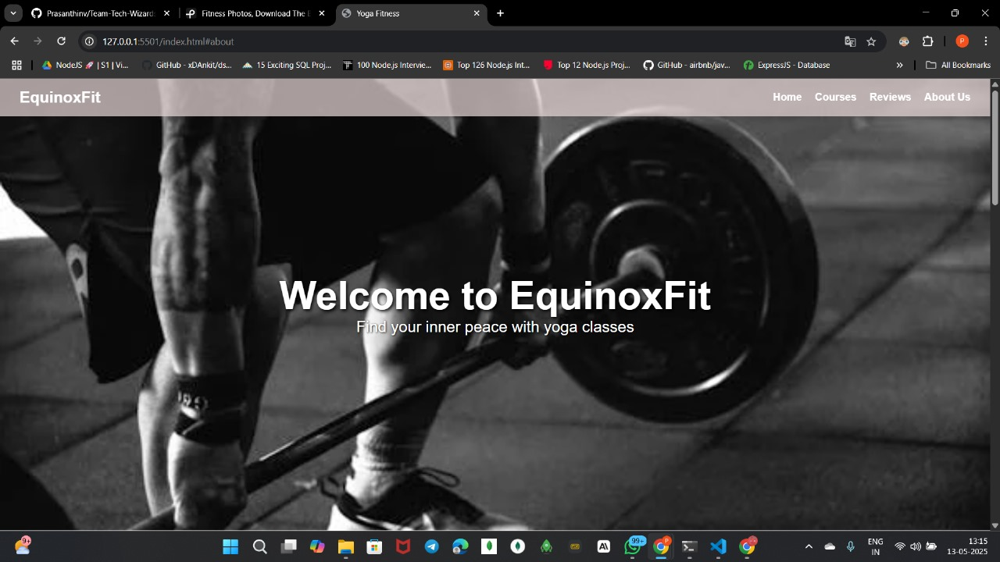 Prasanthinv/Team-Tech-Wizards
Fitness Photos, Download The B
Yoga Fitness
127.0.0.1:5501/index.html#about
P
NodeJS 🚀 | S1 | Vi...
GitHub - xDAnkit/ds...
15 Exciting SQL Proj...
100 Node.js Intervie...
Top 126 Node.js Int...
Top 12 Node.js Proj...
GitHub - airbnb/jav...
ExpressJS - Database
»
All Bookmarks
EquinoxFit
Home
Courses
Reviews
About Us
Welcome to EquinoxFit
Find your inner peace with yoga classes
9+
99+
P
ENG
IN
13:15
13-05-2025